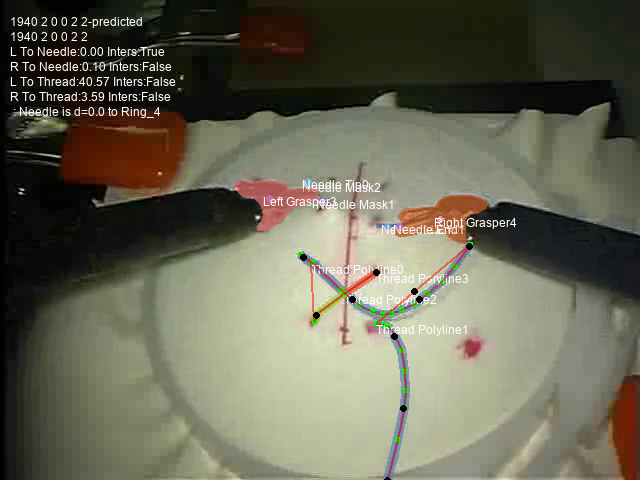 1940 2 0 0 2 2-predicted
1940 2 0 0 2 2
L To Needle:0.00 Inters:True
R To Needle:0.10 Inters:False
L To Thread:40.57 Inters:False
R To Thread:3.59 Inters:False
: Needle is d=0.0 to Ring_4
Needle Tip0
Needle Mask2
Left Grasper3
Needle Mask1
Right Grasper4
Needle End1
Thread Polyline0
Thread Polyline3
Thread Polyline2
Thread Polyline1